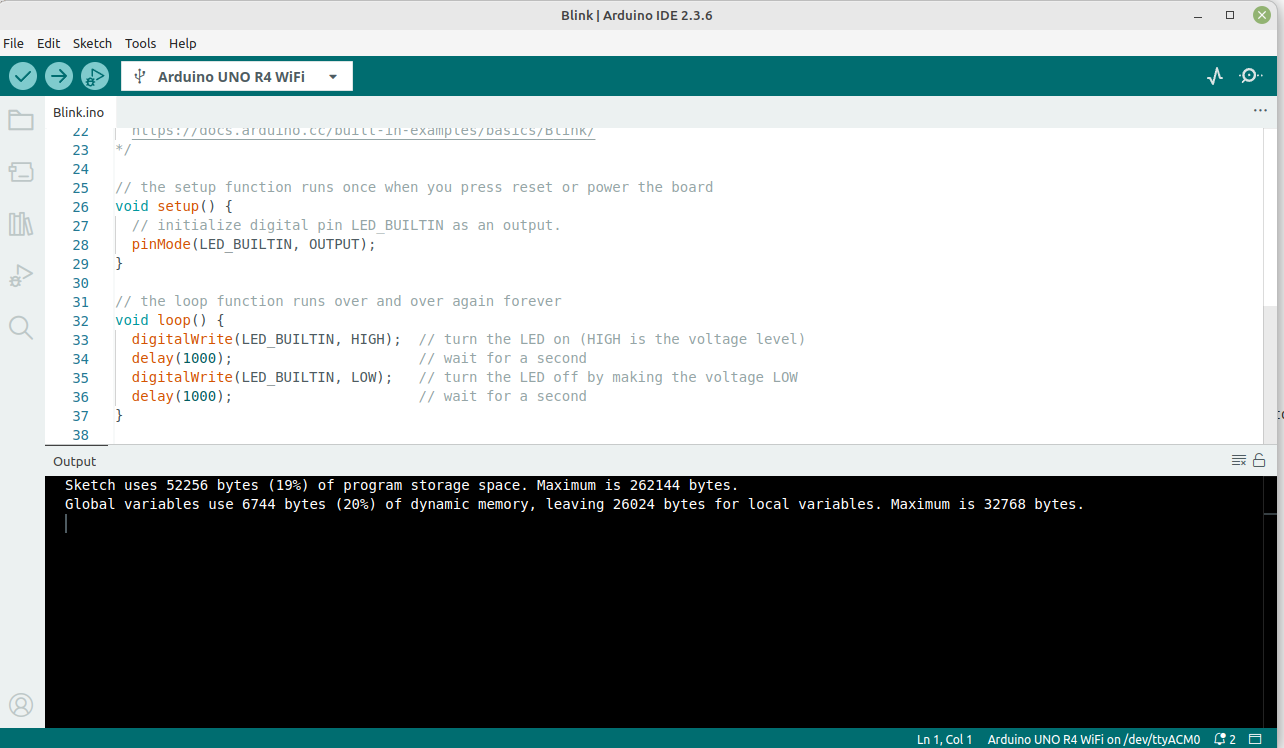 Blink | Arduino IDE 2.3.6
File Edit Sketch Tools Help
Arduino UNO R4 WiFi
Blink.ino
22 https://docs.arduino.cc/built-in-examples/basics/Blink/
23 */
24
25 // the setup function runs once when you press reset or power the board
26 void setup() {
27 // initialize digital pin LED_BUILTIN as an output.
28 pinMode(LED_BUILTIN, OUTPUT);
29 }
30
31 // the loop function runs over and over again forever
32 void loop() {
33 digitalWrite(LED_BUILTIN, HIGH); // turn the LED on (HIGH is the voltage level)
34 delay(1000); // wait for a second
35 digitalWrite(LED_BUILTIN, LOW); // turn the LED off by making the voltage LOW
36 delay(1000); // wait for a second
37 }
38
Output
Sketch uses 52256 bytes (19%) of program storage space. Maximum is 262144 bytes.
Global variables use 6744 bytes (20%) of dynamic memory, leaving 26024 bytes for local variables. Maximum is 32768 bytes.
Ln 1, Col 1 Arduino UNO R4 WiFi on /dev/ttyACM0 2